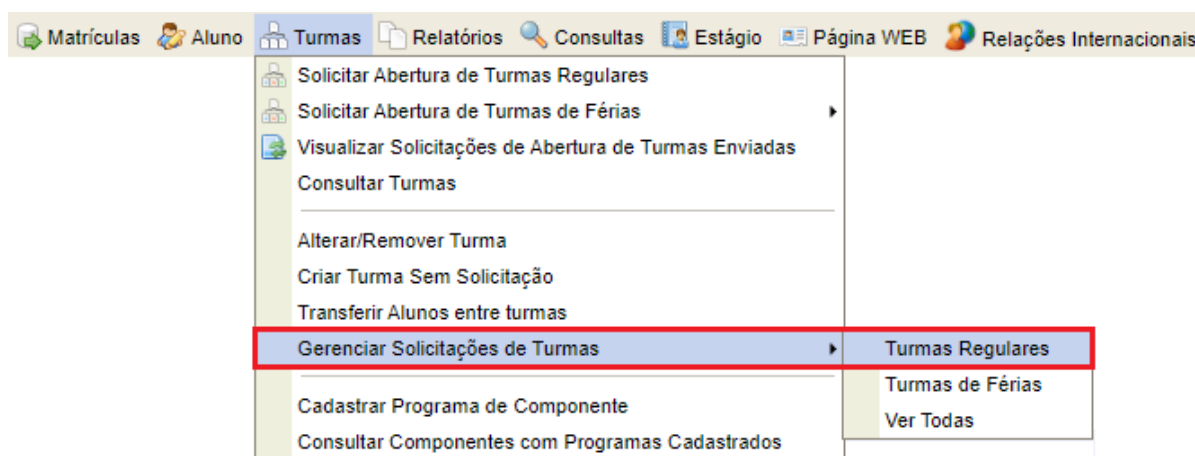 Matrículas Aluno Turmas Relatórios Consultas Estágio Página WEB Relações Internacionais
Solicitar Abertura de Turmas Regulares
Solicitar Abertura de Turmas de Férias
Visualizar Solicitações de Abertura de Turmas Enviadas
Consultar Turmas
Alterar/Remover Turma
Criar Turma Sem Solicitação
Transferir Alunos entre turmas
Gerenciar Solicitações de Turmas
Turmas Regulares
Turmas de Férias
Ver Todas
Cadastrar Programa de Componente
Consultar Componentes com Programas Cadastrados